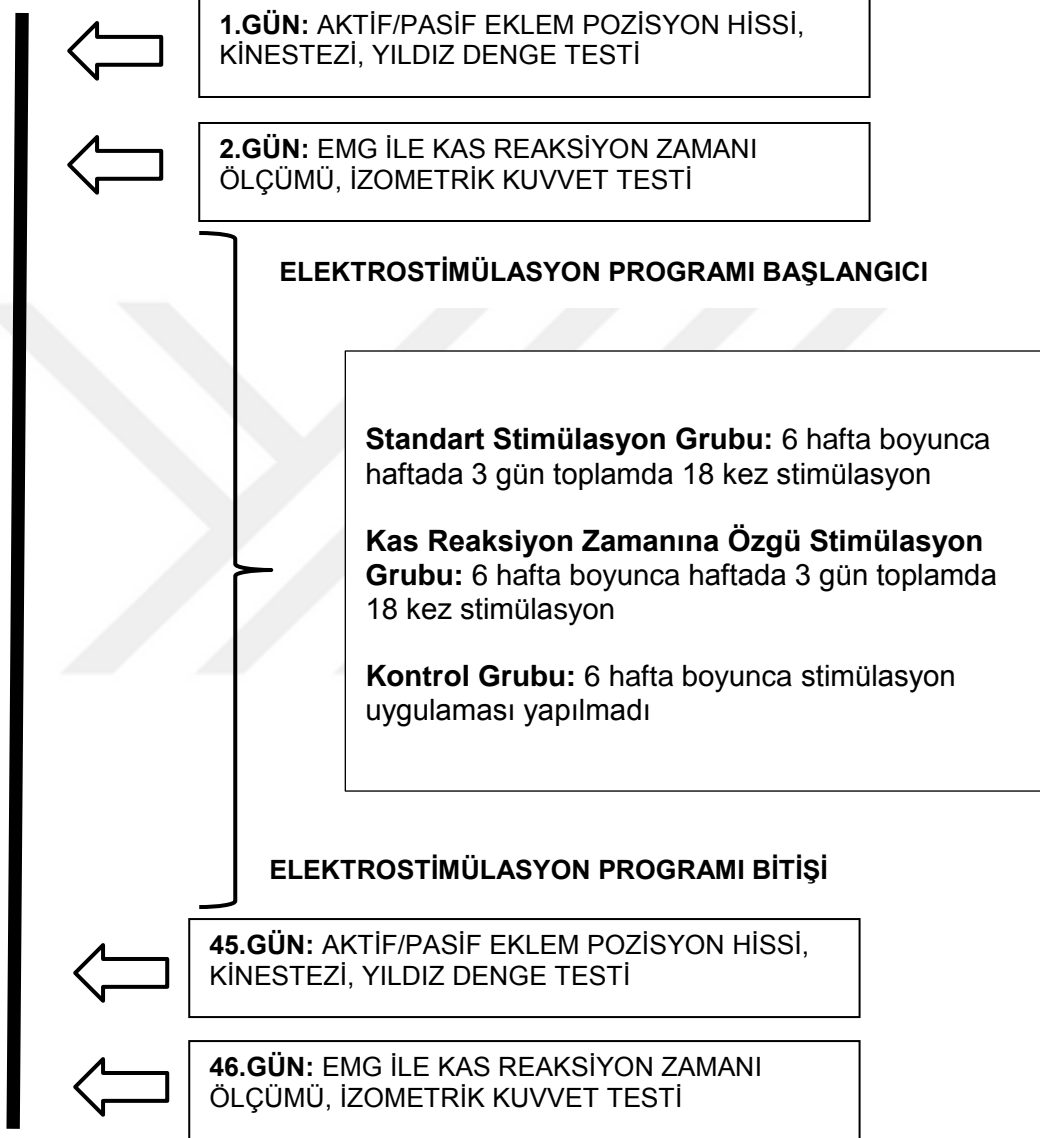 1.GÜN: AKTİF/PASİF EKLEM POZİSYON HİSSİ,
KİNESTEZİ, YILDIZ DENGE TESTİ
2.GÜN: EMG İLE KAS REAKSİYON ZAMANI
ÖLÇÜMÜ, İZOMETRİK KUVVET TESTİ
ELEKTROSTİMÜLASYON PROGRAMI BAŞLANGICI
Standart Stimülasyon Grubu: 6 hafta boyunca
haftada 3 gün toplamda 18 kez stimülasyon
Kas Reaksiyon Zamanına Özgü Stimülasyon
Grubu: 6 hafta boyunca haftada 3 gün toplamda
18 kez stimülasyon
Kontrol Grubu: 6 hafta boyunca stimülasyon
uygulaması yapılmadı
ELEKTROSTİMÜLASYON PROGRAMI BİTİŞİ
45.GÜN: AKTİF/PASİF EKLEM POZİSYON HİSSİ,
KİNESTEZİ, YILDIZ DENGE TESTİ
46.GÜN: EMG İLE KAS REAKSİYON ZAMANI
ÖLÇÜMÜ, İZOMETRİK KUVVET TESTİ